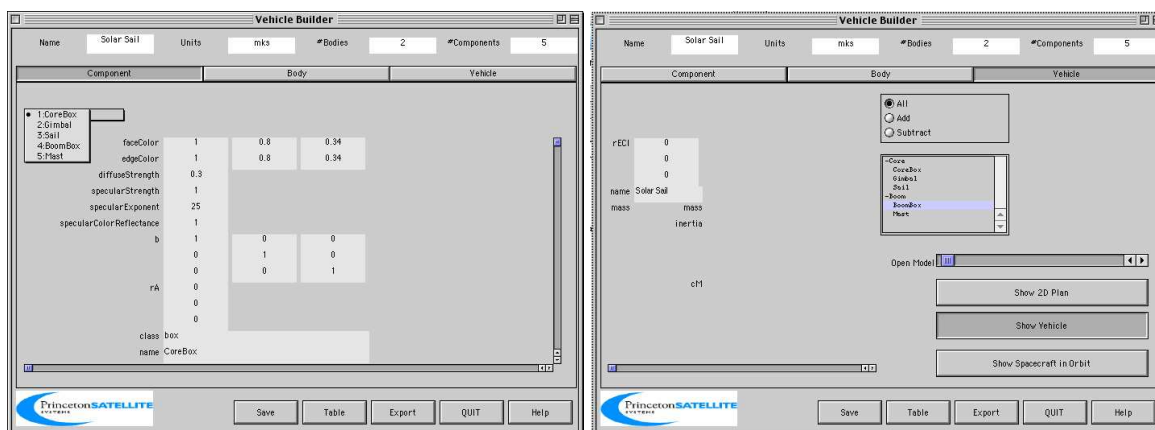 Vehicle Builder
Name Solar Sail Units mks #Bodies 2 #Components 5
Component Body Vehicle
1:CoreBox
2:Gimbal
3:Sail
4:BoomBox
5:Mast
faceColor 1 0.8 0.34
edgeColor 1 0.8 0.34
diffuseStrength 0.3
specularStrength 1
specularExponent 25
specularColorReflectance 1
b 1 0 0
0 1 0
0 0 1
rA 0
0
0
class box
name CoreBox
Princeton SATELLITE
SYSTEMS
Save Table Export QUIT Help
Vehicle Builder
Name Solar Sail Units mks #Bodies 2 #Components 5
Component Body Vehicle
All
Add
Subtract
rECI 0
0
0
name Solar Sail
mass mass
inertia
cM
-Core
CoreBox
Gimbal
Sail
-Boom
BoomBox
Mast
Open Model
Show 2D Plan
Show Vehicle
Show Spacecraft in Orbit
Princeton SATELLITE
SYSTEMS
Save Table Export QUIT Help